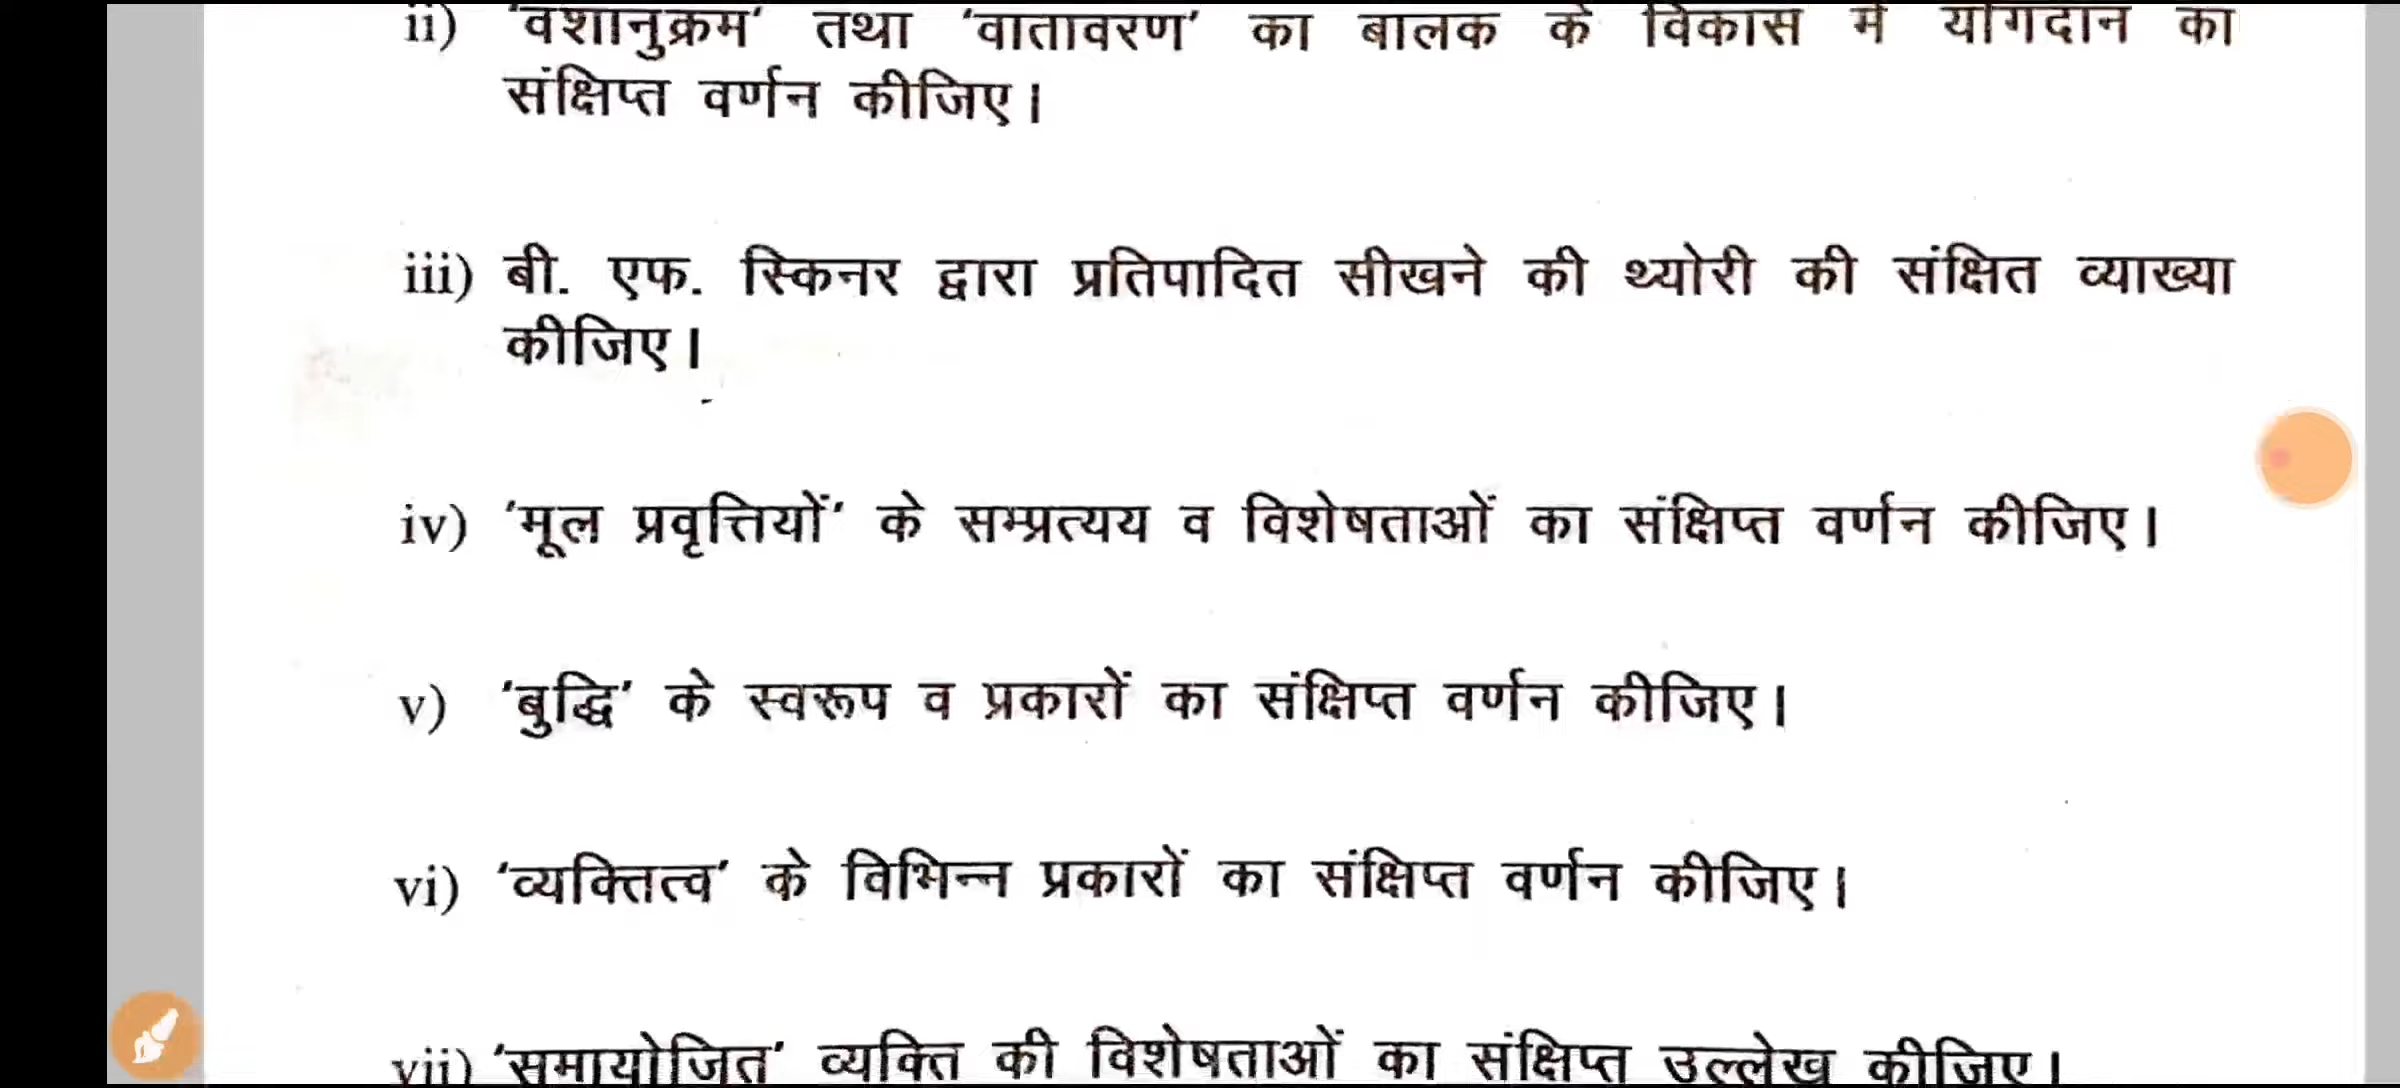 ii) 'वंशानुक्रम' तथा 'वातावरण' का बालक के विकास में योगदान का
संक्षिप्त वर्णन कीजिए।
iii) बी. एफ. स्किनर द्वारा प्रतिपादित सीखने की थ्योरी की संक्षित व्याख्या
कीजिए।
iv) 'मूल प्रवृत्तियों' के सम्प्रत्यय व विशेषताओं का संक्षिप्त वर्णन कीजिए।
v) 'बुद्धि' के स्वरूप व प्रकारों का संक्षिप्त वर्णन कीजिए।
vi) 'व्यक्तित्व' के विभिन्न प्रकारों का संक्षिप्त वर्णन कीजिए।
vii) 'समायोजित' व्यक्ति की विशेषताओं का संक्षिप्त उल्लेख कीजिए।